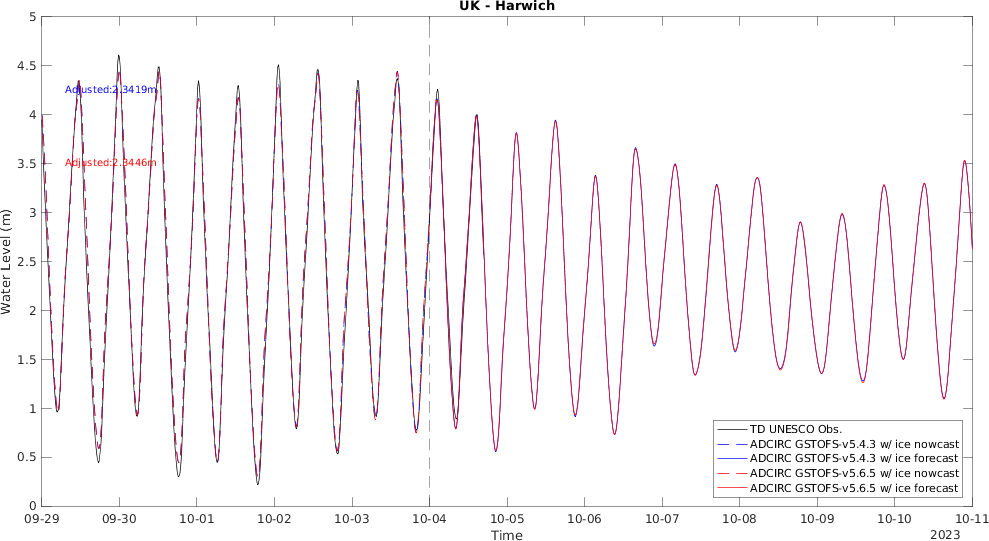 UK - Harwich
5
4.5
4
3.5
3
2.5
2
1.5
1
0.5
0
Water Level (m)
Adjusted:2.3419m
Adjusted:2.3446m
TD UNESCO Obs.
ADCIRC GSTOFS-v5.4.3 w/ ice nowcast
ADCIRC GSTOFS-v5.4.3 w/ ice forecast
ADCIRC GSTOFS-v5.6.5 w/ ice nowcast
ADCIRC GSTOFS-v5.6.5 w/ ice forecast
09-29 09-30 10-01 10-02 10-03 10-04 10-05 10-06 10-07 10-08 10-09 10-10 10-11
Time
2023